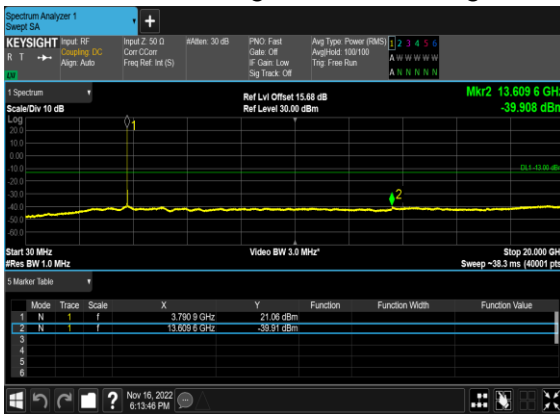 Spectrum Analyzer 1
Swept SA
KEYSIGHT
R T
LV
Input: RF
Coupling: DC
Align: Auto
Input Z: 50 Ω
Corr CCorr
Freq Ref: Int (S)
#Atten: 30 dB
PNO: Fast
Gate: Off
IF Gain: Low
Sig Track: Off
Avg Type: Power (RMS)
Avg|Hold: 100/100
Trig: Free Run
1 2 3 4 5 6
A W W W W W
A N N N N N
1 Spectrum
Scale/Div 10 dB
Ref Lvl Offset 15.68 dB
Ref Level 30.00 dBm
Mkr2 13.609 6 GHz
-39.908 dBm
Log
20.0
10.0
0.00
-10.0
-20.0
-30.0
-40.0
-50.0
-60.0
1
2
DL1 -13.00 dBm
Start 30 MHz
#Res BW 1.0 MHz
Video BW 3.0 MHz*
Stop 20.000 GH
Sweep ~38.3 ms (40001 pts
5 Marker Table
Mode Trace Scale X Y Function Function Width Function Value
1 N 1 f 3.790 9 GHz 21.06 dBm
2 N 1 f 13.609 6 GHz -39.91 dBm
3
4
5
6
?
Nov 16, 2022
6:13:46 PM